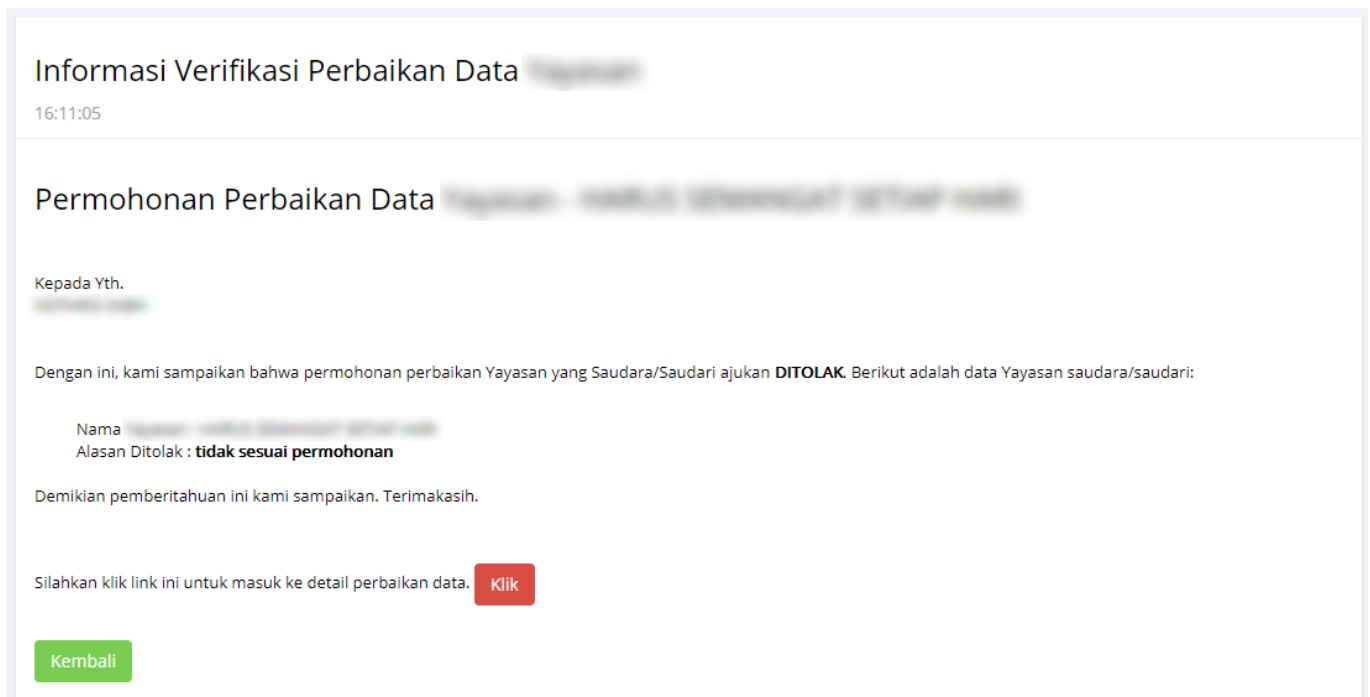 Informasi Verifikasi Perbaikan Data
16:11:05
Permohonan Perbaikan Data
Kepada Yth.
Dengan ini, kami sampaikan bahwa permohonan perbaikan Yayasan yang Saudara/Saudari ajukan DITOLAK. Berikut adalah data Yayasan saudara/saudari:
Nama
Alasan Ditolak : tidak sesuai permohonan
Demikian pemberitahuan ini kami sampaikan. Terimakasih.
Silahkan klik link ini untuk masuk ke detail perbaikan data. Klik
Kembali